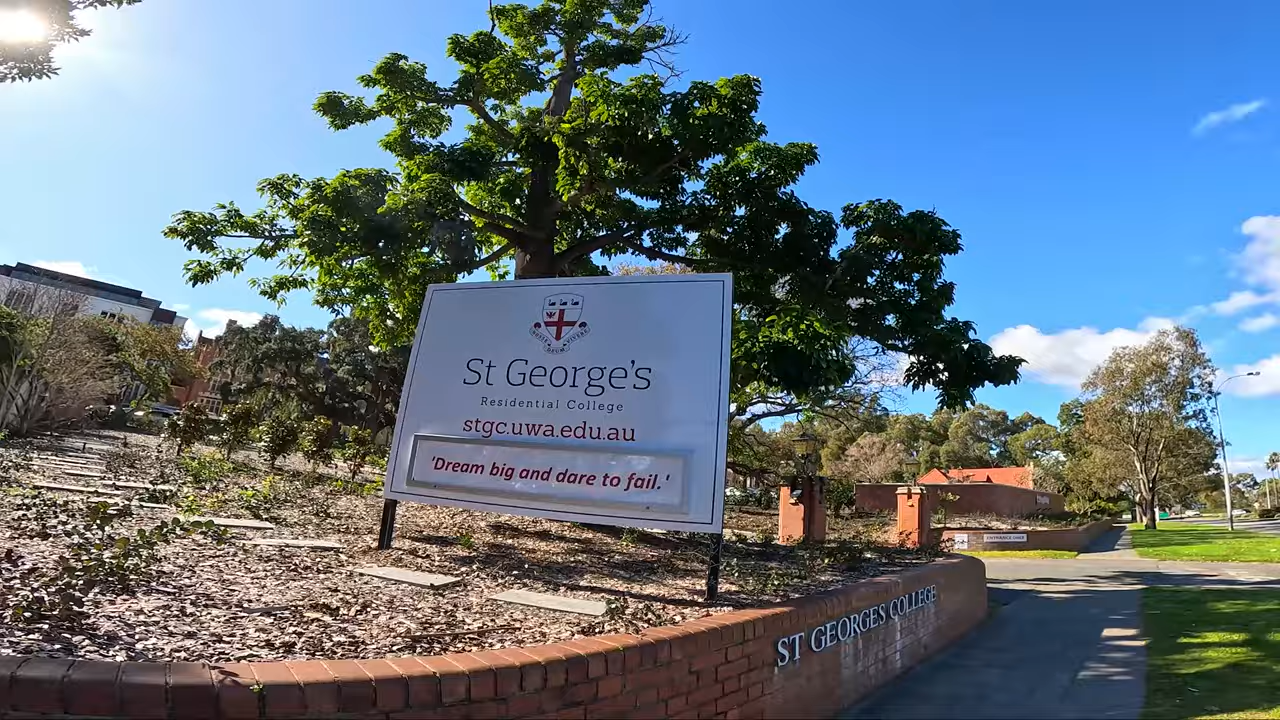 St George's
Residential College
stgc.uwa.edu.au
'Dream big and dare to fail.'
ST GEORGES COLLEGE